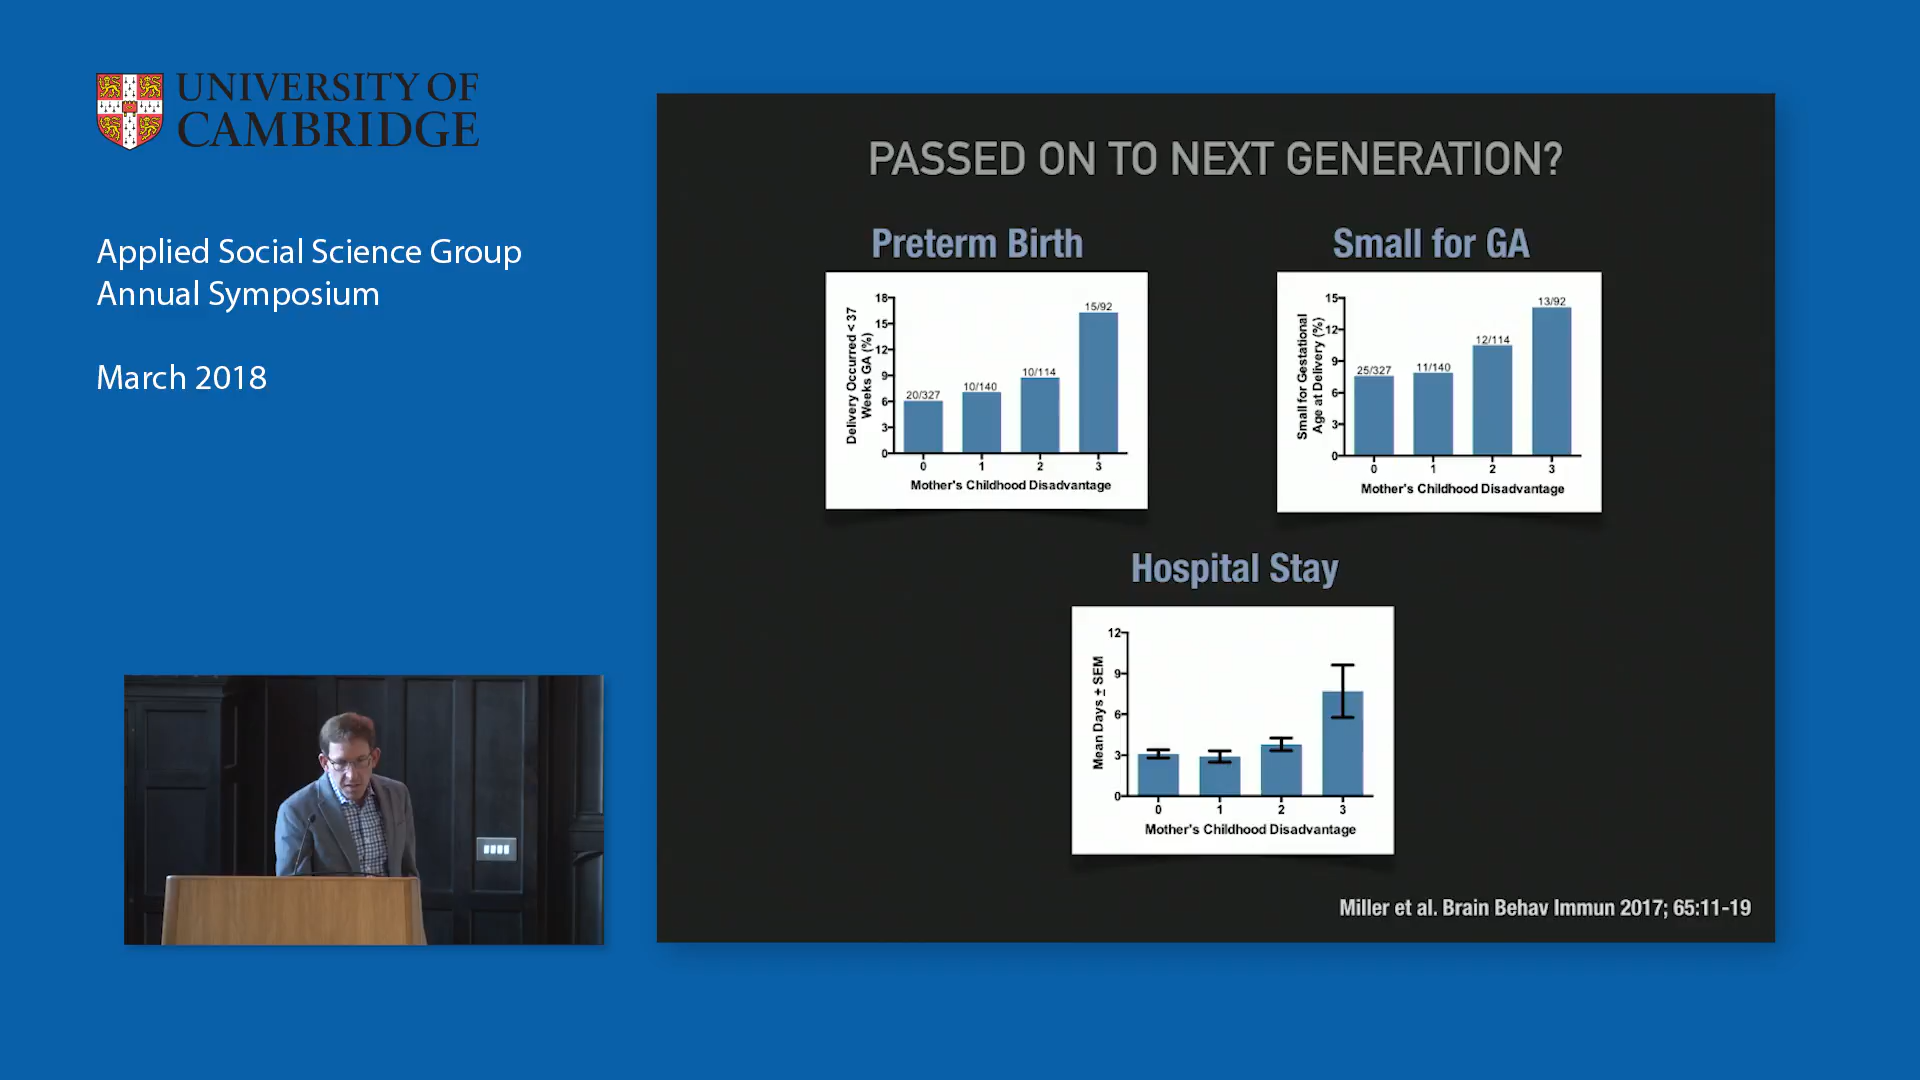 UNIVERSITY OF
CAMBRIDGE
Applied Social Science Group
Annual Symposium
March 2018
PASSED ON TO NEXT GENERATION?
Preterm Birth
Delivery Occurred < 37
Weeks GA (%)
18
15
12
9
6
3
0
20/327
10/140
10/114
15/92
0
1
2
3
Mother's Childhood Disadvantage
Small for GA
Small for Gestational
Age at Delivery (%)
15
12
9
6
3
0
25/327
11/140
12/114
13/92
0
1
2
3
Mother's Childhood Disadvantage
Hospital Stay
Mean Days ± SEM
12
9
6
3
0
0
1
2
3
Mother's Childhood Disadvantage
Miller et al. Brain Behav Immun 2017; 65:11-19